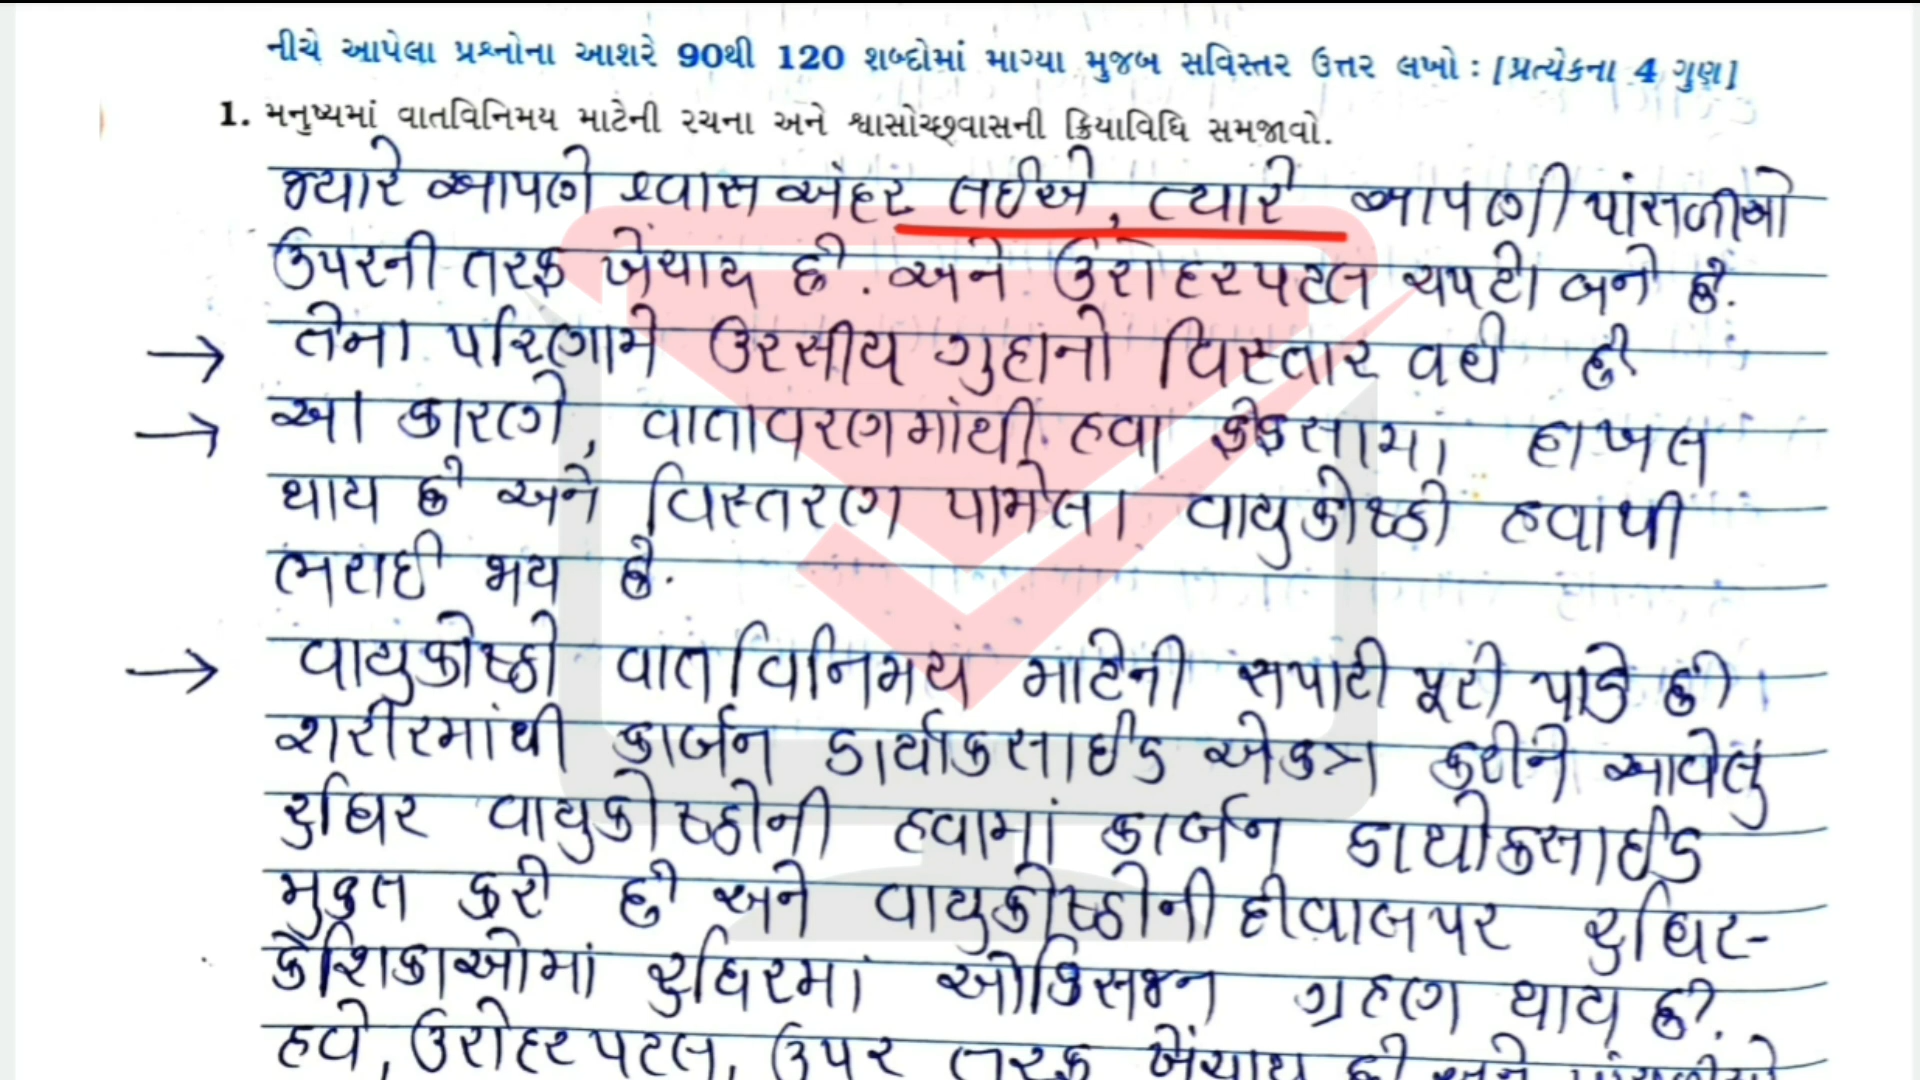 નીચે આપેલા પ્રશ્નોના આશરે 90થી 120 શબ્દોમાં માગ્યા મુજબ સવિસ્તર ઉત્તર લખો : [પ્રત્યેકના 4 ગુણ]
1. મનુષ્યમાં વાતવિનિમય માટેની રચના અને શ્વાસોચ્છ્વાસની ક્રિયાવિધિ સમજાવો.
જ્યારે આપણે શ્વાસ અંદર લઈએ, ત્યારે આપણી પાંસળીઓ
ઉપરની તરફ ખેંચાય છે. અને ઉરોદરપટલ ચપટો બને છે.
→ તેના પરિણામે ઉરસીય ગુહાનો વિસ્તાર વધે છે
→ આ કારણે, વાતાવરણમાંથી હવા ફેફસામાં દાખલ
થાય છે અને વિસ્તરણ પામેલા વાયુકોષ્ઠો હવાથી
ભરાઈ જાય છે.
→ વાયુકોષ્ઠો વાતવિનિમય માટેની સપાટી પૂરી પાડે છે
શરીરમાંથી કાર્બન ડાયોક્સાઈડ એકત્ર કરીને આવેલું
રુધિર વાયુકોષ્ઠોની હવામાં કાર્બન ડાયોક્સાઈડ
મુક્ત કરે છે અને વાયુકોષ્ઠોની દીવાલ પર રુધિર-
કેશિકાઓમાં રુધિરમાં ઓક્સિજન ગ્રહણ થાય છે.
હવે, ઉરોદરપટલ, ઉપર તરફ ખેંચાય છે અને પાંસળીઓ